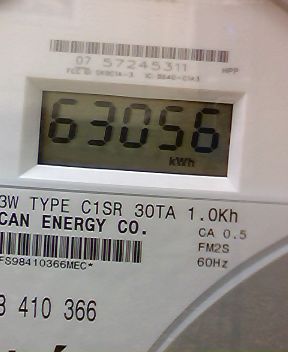 07 57245311
HPP
63056
kWh
3W TYPE C1SR 30TA 1.0Kh
CAN ENERGY CO.
CA 0.5
FM2S
60Hz
FS98410366MEC*
410 366